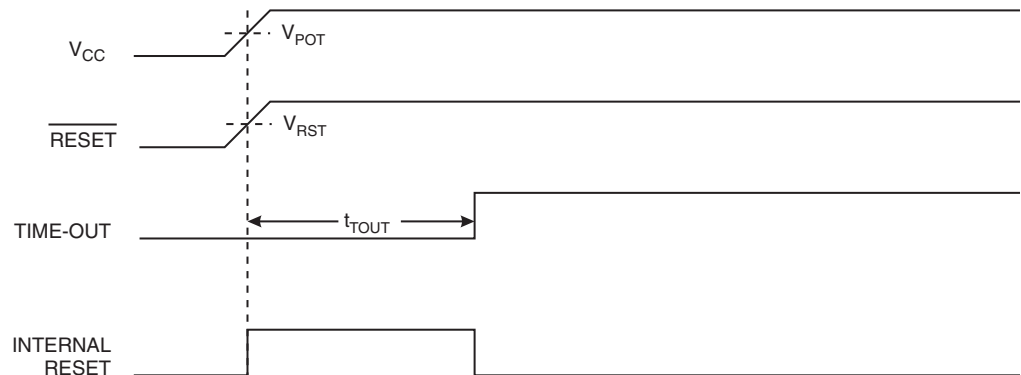 V_CC
V_POT
RESET
V_RST
TIME-OUT
t_TOUT
INTERNAL
RESET